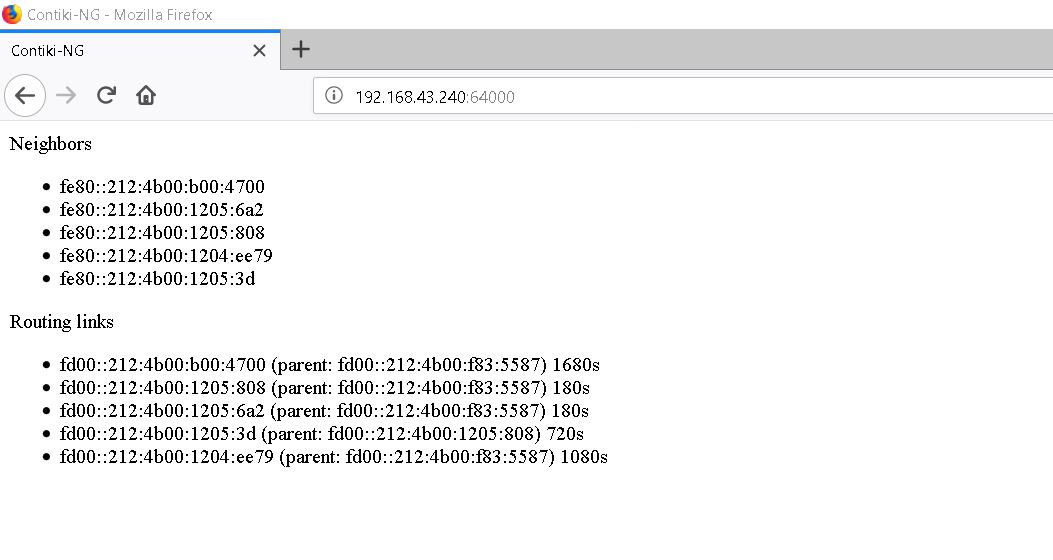 Contiki-NG - Mozilla Firefox
Contiki-NG
192.168.43.240:64000
Neighbors
fe80::212:4b00:b00:4700
fe80::212:4b00:1205:6a2
fe80::212:4b00:1205:808
fe80::212:4b00:1204:ee79
fe80::212:4b00:1205:3d
Routing links
fd00::212:4b00:b00:4700 (parent: fd00::212:4b00:f83:5587) 1680s
fd00::212:4b00:1205:808 (parent: fd00::212:4b00:f83:5587) 180s
fd00::212:4b00:1205:6a2 (parent: fd00::212:4b00:f83:5587) 180s
fd00::212:4b00:1205:3d (parent: fd00::212:4b00:1205:808) 720s
fd00::212:4b00:1204:ee79 (parent: fd00::212:4b00:f83:5587) 1080s